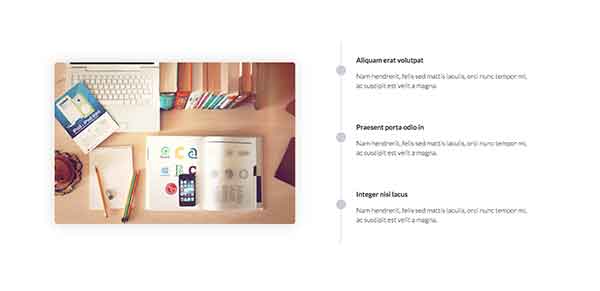 Aliquam erat volutpat
Nam hendrerit, felis sed mattis iaculis, orci nunc tempor mi,
ac suscipit est velit a magna.
Praesent porta odio in
Nam hendrerit, felis sed mattis iaculis, orci nunc tempor mi,
ac suscipit est velit a magna.
Integer nisi lacus
Nam hendrerit, felis sed mattis iaculis, orci nunc tempor mi,
ac suscipit est velit a magna.